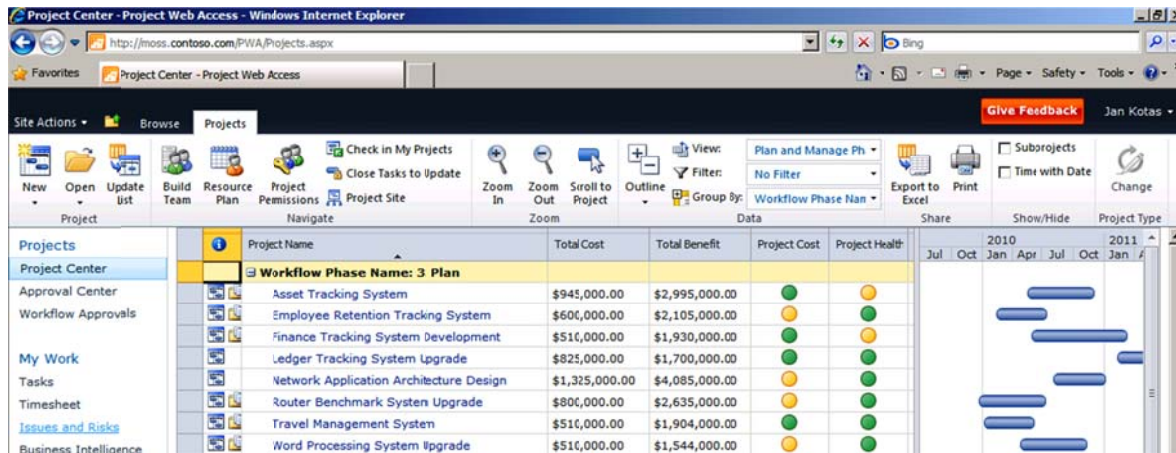 Project Center - Project Web Access - Windows Internet Explorer
http://moss.contoso.com/PWA/Projects.aspx
Bing
Favorites
Project Center - Project Web Access
Page
Safety
Tools
Give Feedback
Jan Kotas
Site Actions
Browse
Projects
New
Open
Update List
Project
Build Team
Resource Plan
Project Permissions
Check in My Projects
Close Tasks to Update
Project Site
Navigate
Zoom In
Zoom Out
Scroll to Project
Zoom
Outline
View:
Plan and Manage Ph
Filter:
No Filter
Group By:
Workflow Phase Nam
Data
Export to Excel
Print
Share
Subprojects
Time with Date
Show/Hide
Change
Project Type
Projects
Project Center
Approval Center
Workflow Approvals
My Work
Tasks
Timesheet
Issues and Risks
Business Intelligence
Project Name
Total Cost
Total Benefit
Project Cost
Project Health
2010
2011
Jul Oct Jan Apr Jul Oct Jan
Workflow Phase Name: 3 Plan
Asset Tracking System $945,000.00 $2,995,000.00
Employee Retention Tracking System $600,000.00 $2,105,000.00
Finance Tracking System Development $510,000.00 $1,930,000.00
Ledger Tracking System Upgrade $825,000.00 $1,700,000.00
Network Application Architecture Design $1,325,000.00 $4,085,000.00
Router Benchmark System Upgrade $800,000.00 $2,635,000.00
Travel Management System $510,000.00 $1,904,000.00
Word Processing System Upgrade $510,000.00 $1,544,000.00